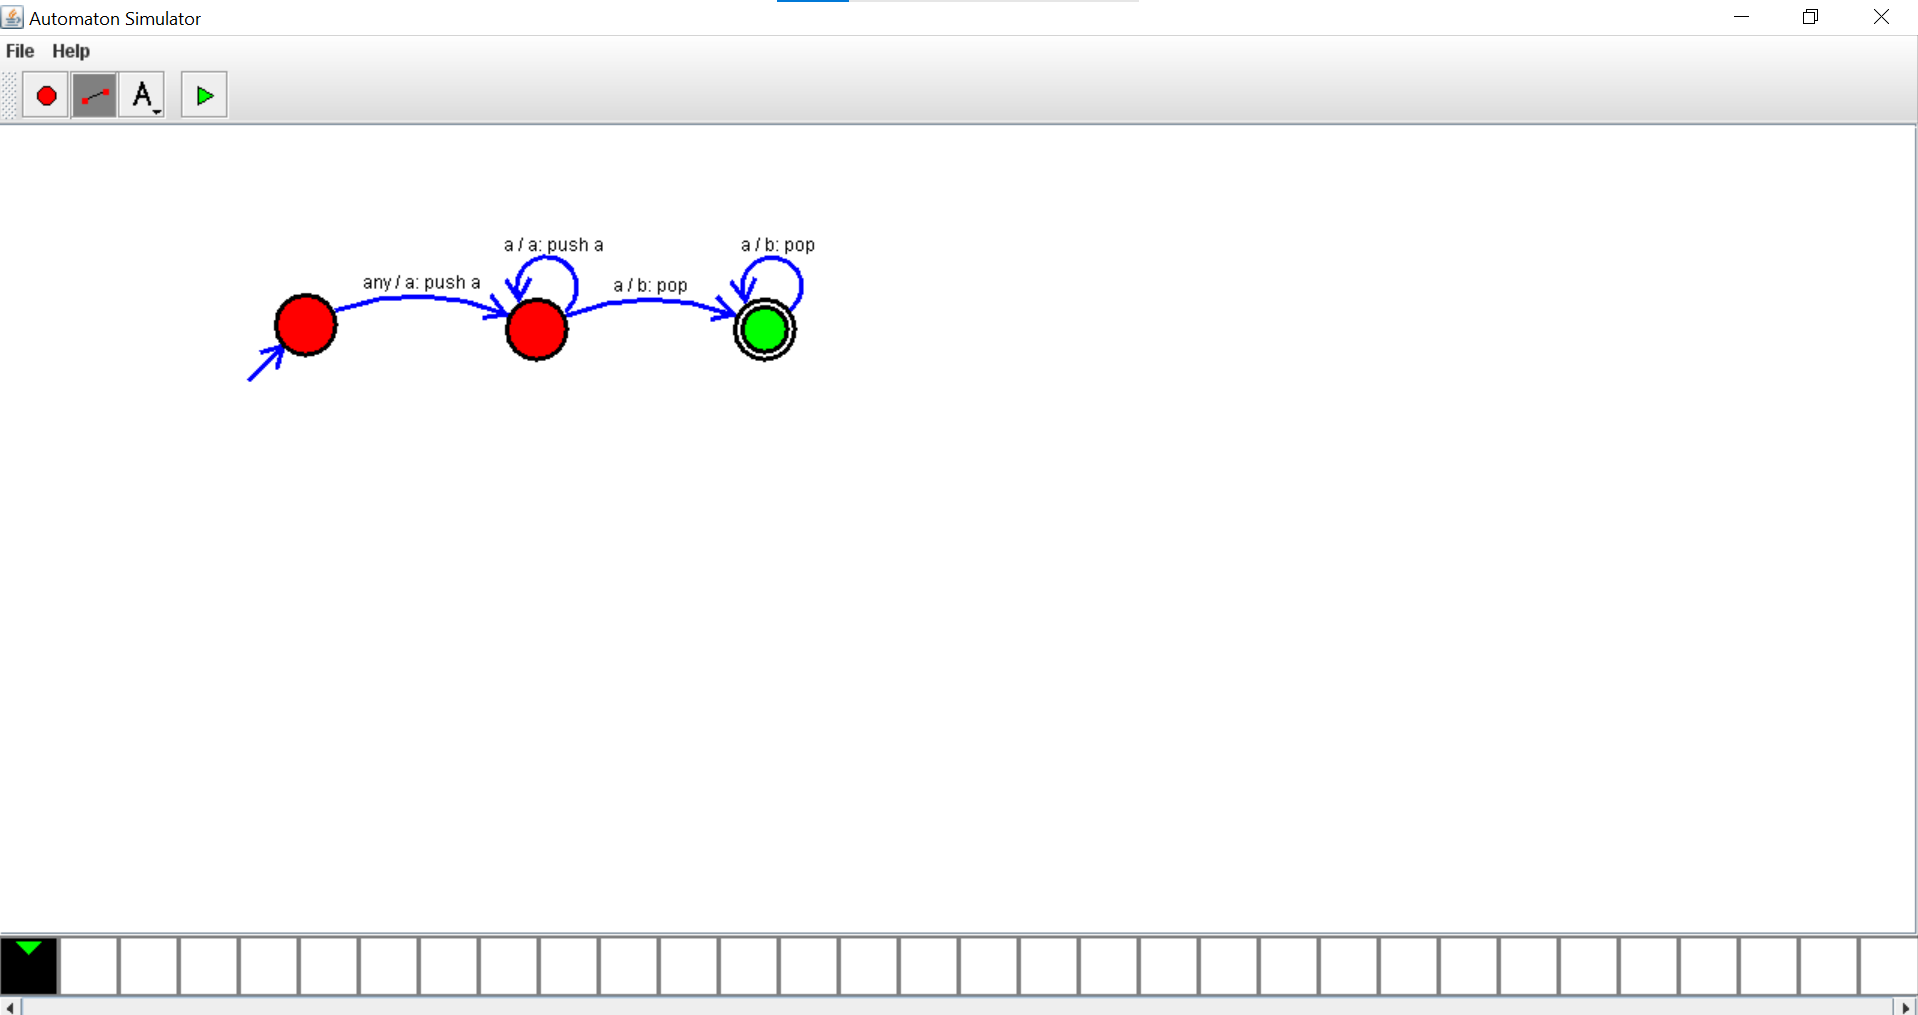 Automaton Simulator
File Help
A
a / a: push a
a / b: pop
any / a: push a
a / b: pop